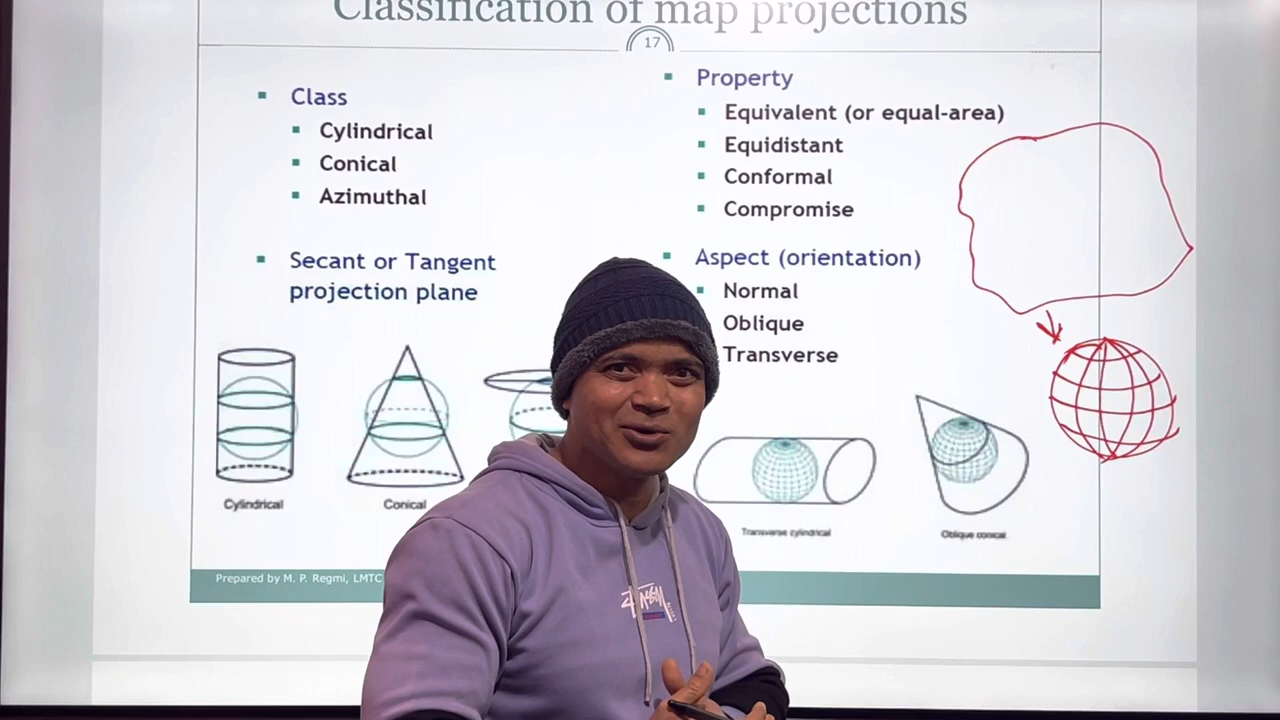 Classification of map projections
17
Class
Cylindrical
Conical
Azimuthal
Secant or Tangent
projection plane
Property
Equivalent (or equal-area)
Equidistant
Conformal
Compromise
Aspect (orientation)
Normal
Oblique
Transverse
Cylindrical
Conical
Transverse cylindrical
Oblique conical
Prepared by M. P. Regmi, LMTC